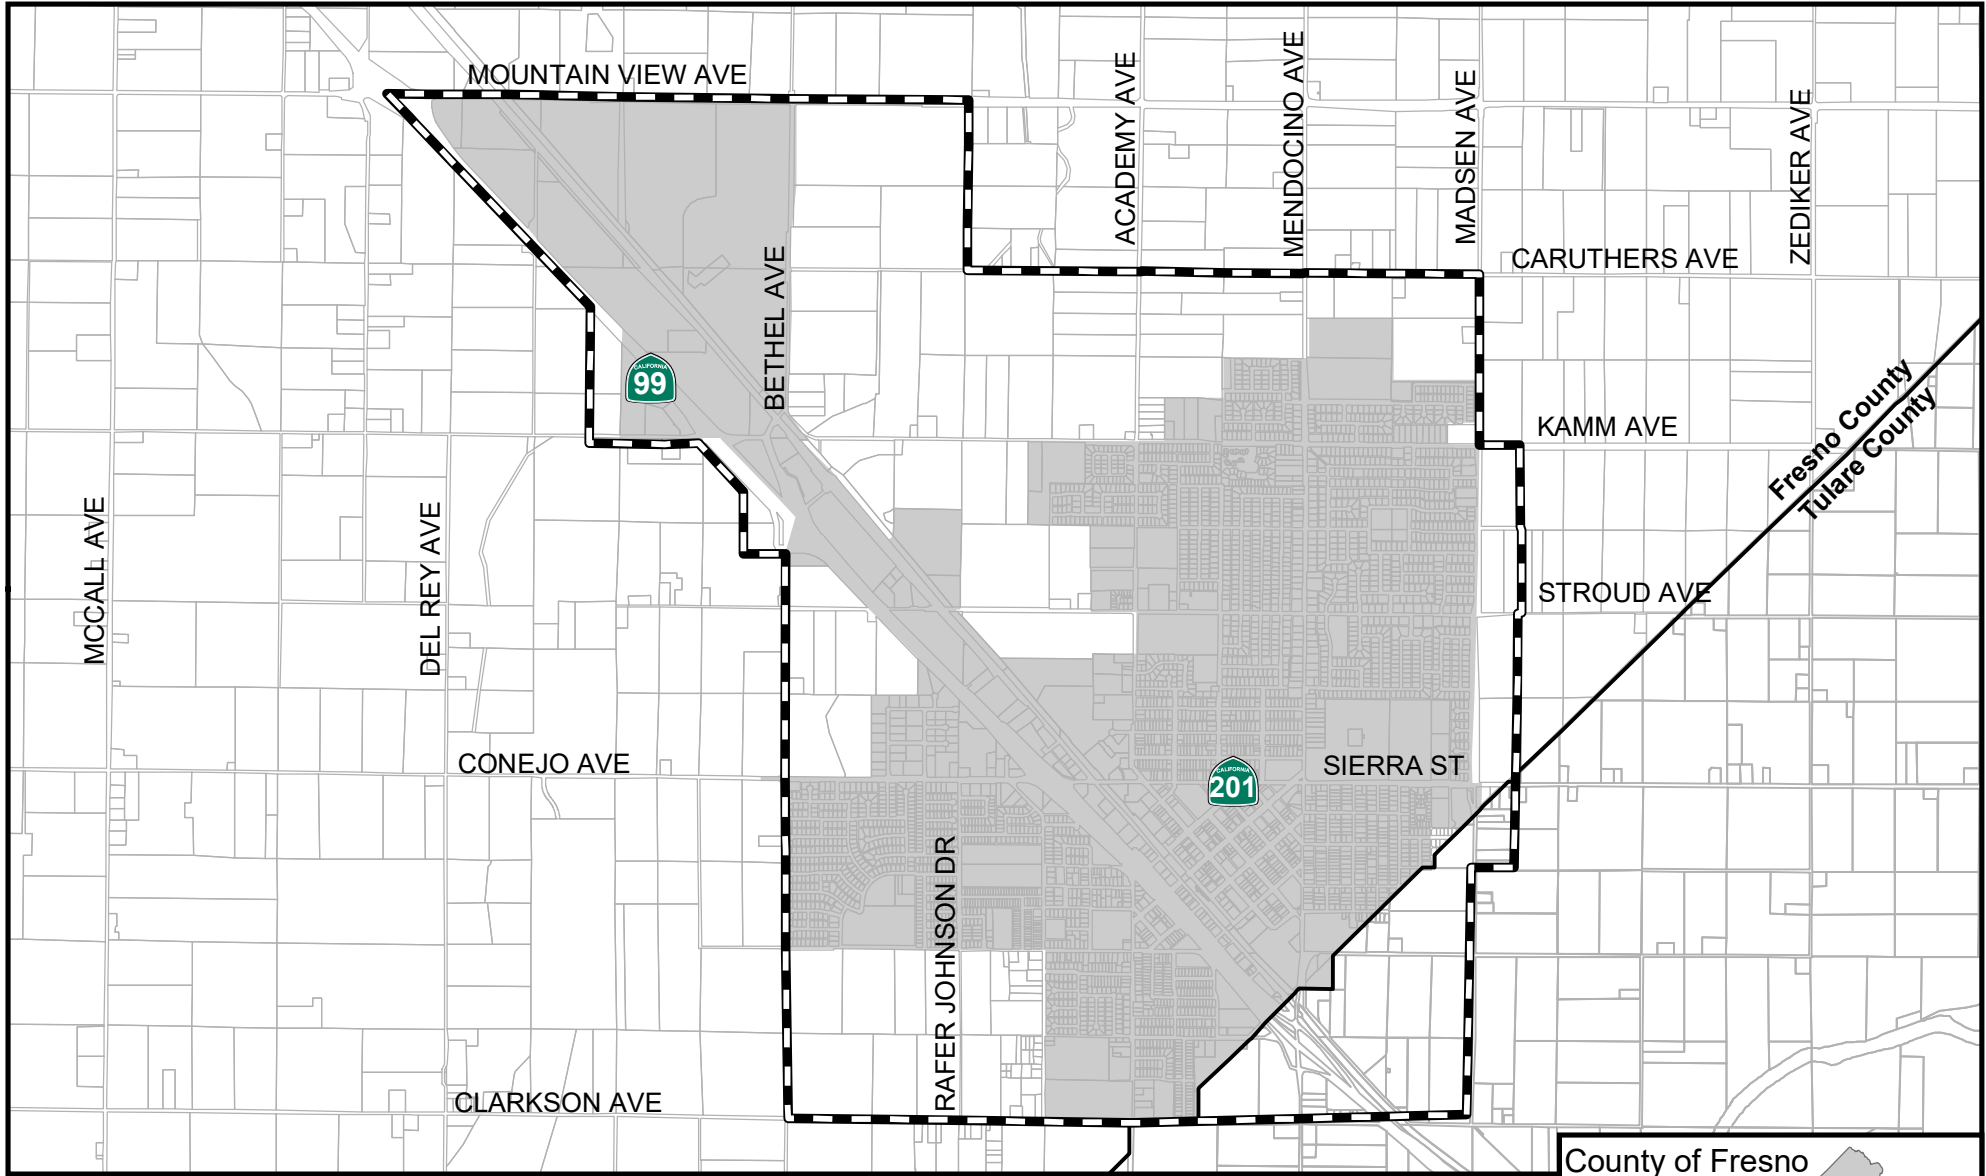 MOUNTAIN VIEW AVE
ACADEMY AVE
MENDOCINO AVE
MADSEN AVE
ZEDIKER AVE
CARUTHERS AVE
BETHEL AVE
CALIFORNIA
99
KAMM AVE
Fresno County
Tulare County
MCCALL AVE
DEL REY AVE
STROUD AVE
CONEJO AVE
SIERRA ST
CALIFORNIA
201
RAFER JOHNSON DR
CLARKSON AVE
County of Fresno